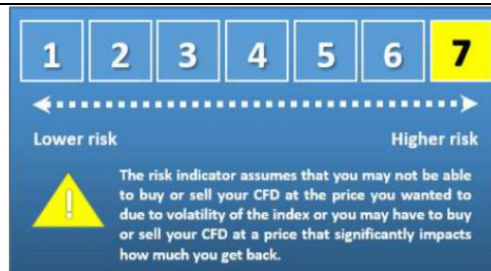 1 2 3 4 5 6 7
Lower risk Higher risk
!
The risk indicator assumes that you may not be able
to buy or sell your CFD at the price you wanted to
due to volatility of the index or you may have to buy
or sell your CFD at a price that significantly impacts
how much you get back.